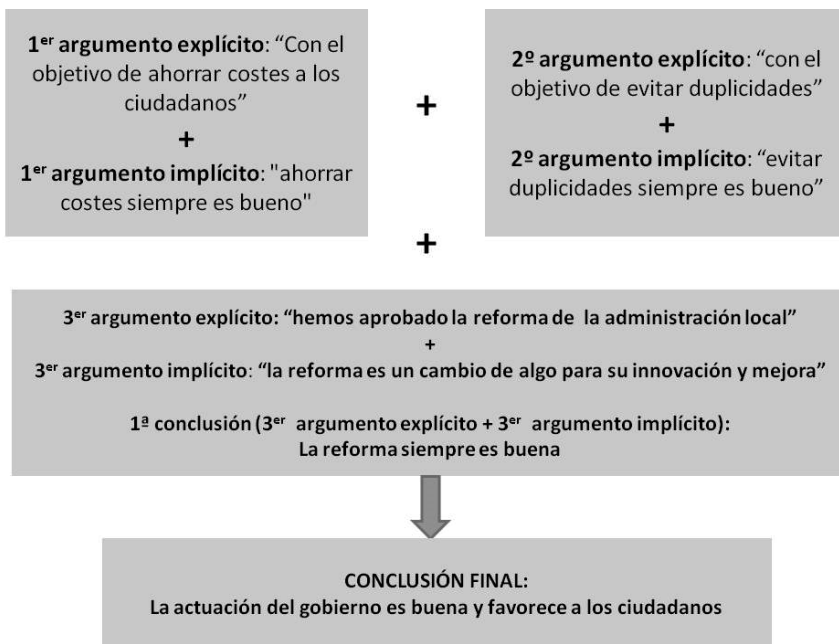 1er argumento explícito: “Con el
objetivo de ahorrar costes a los
ciudadanos”
+
1er argumento implícito: "ahorrar
costes siempre es bueno"
+
2º argumento explícito: “con el
objetivo de evitar duplicidades”
+
2º argumento implícito: “evitar
duplicidades siempre es bueno”
+
3er argumento explícito: “hemos aprobado la reforma de la administración local”
+
3er argumento implícito: “la reforma es un cambio de algo para su innovación y mejora”
1ª conclusión (3er argumento explícito + 3er argumento implícito):
La reforma siempre es buena
CONCLUSIÓN FINAL:
La actuación del gobierno es buena y favorece a los ciudadanos